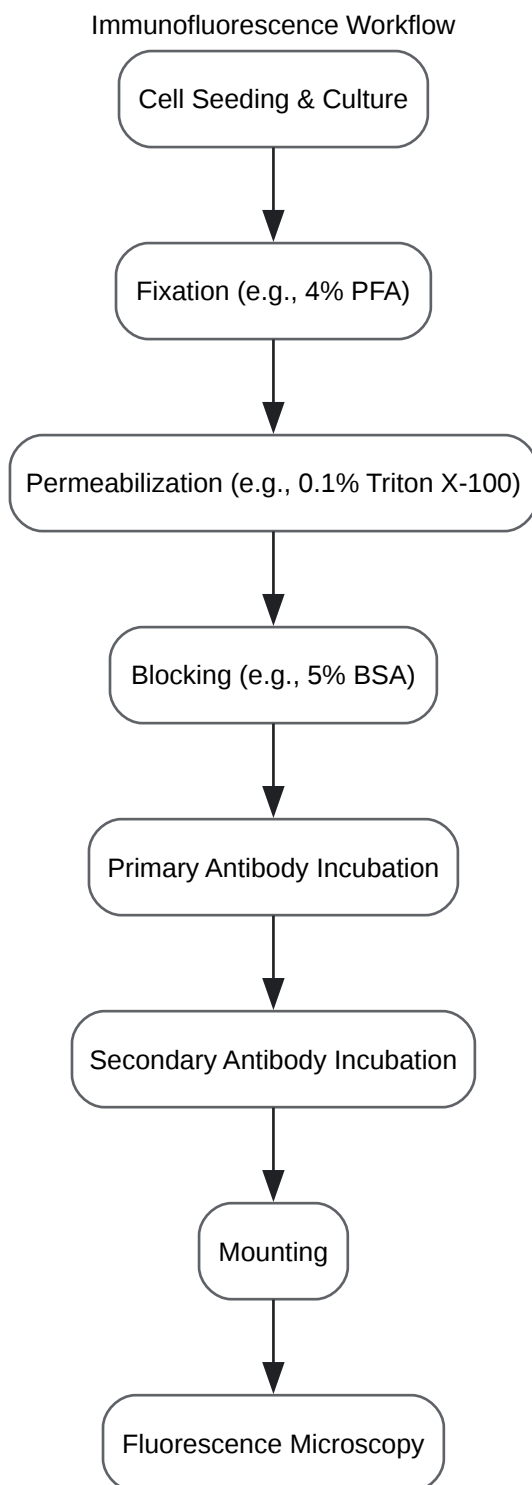 Immunofluorescence Workflow
Cell Seeding & Culture
Fixation (e.g., 4% PFA)
Permeabilization (e.g., 0.1% Triton X-100)
Blocking (e.g., 5% BSA)
Primary Antibody Incubation
Secondary Antibody Incubation
Mounting
Fluorescence Microscopy